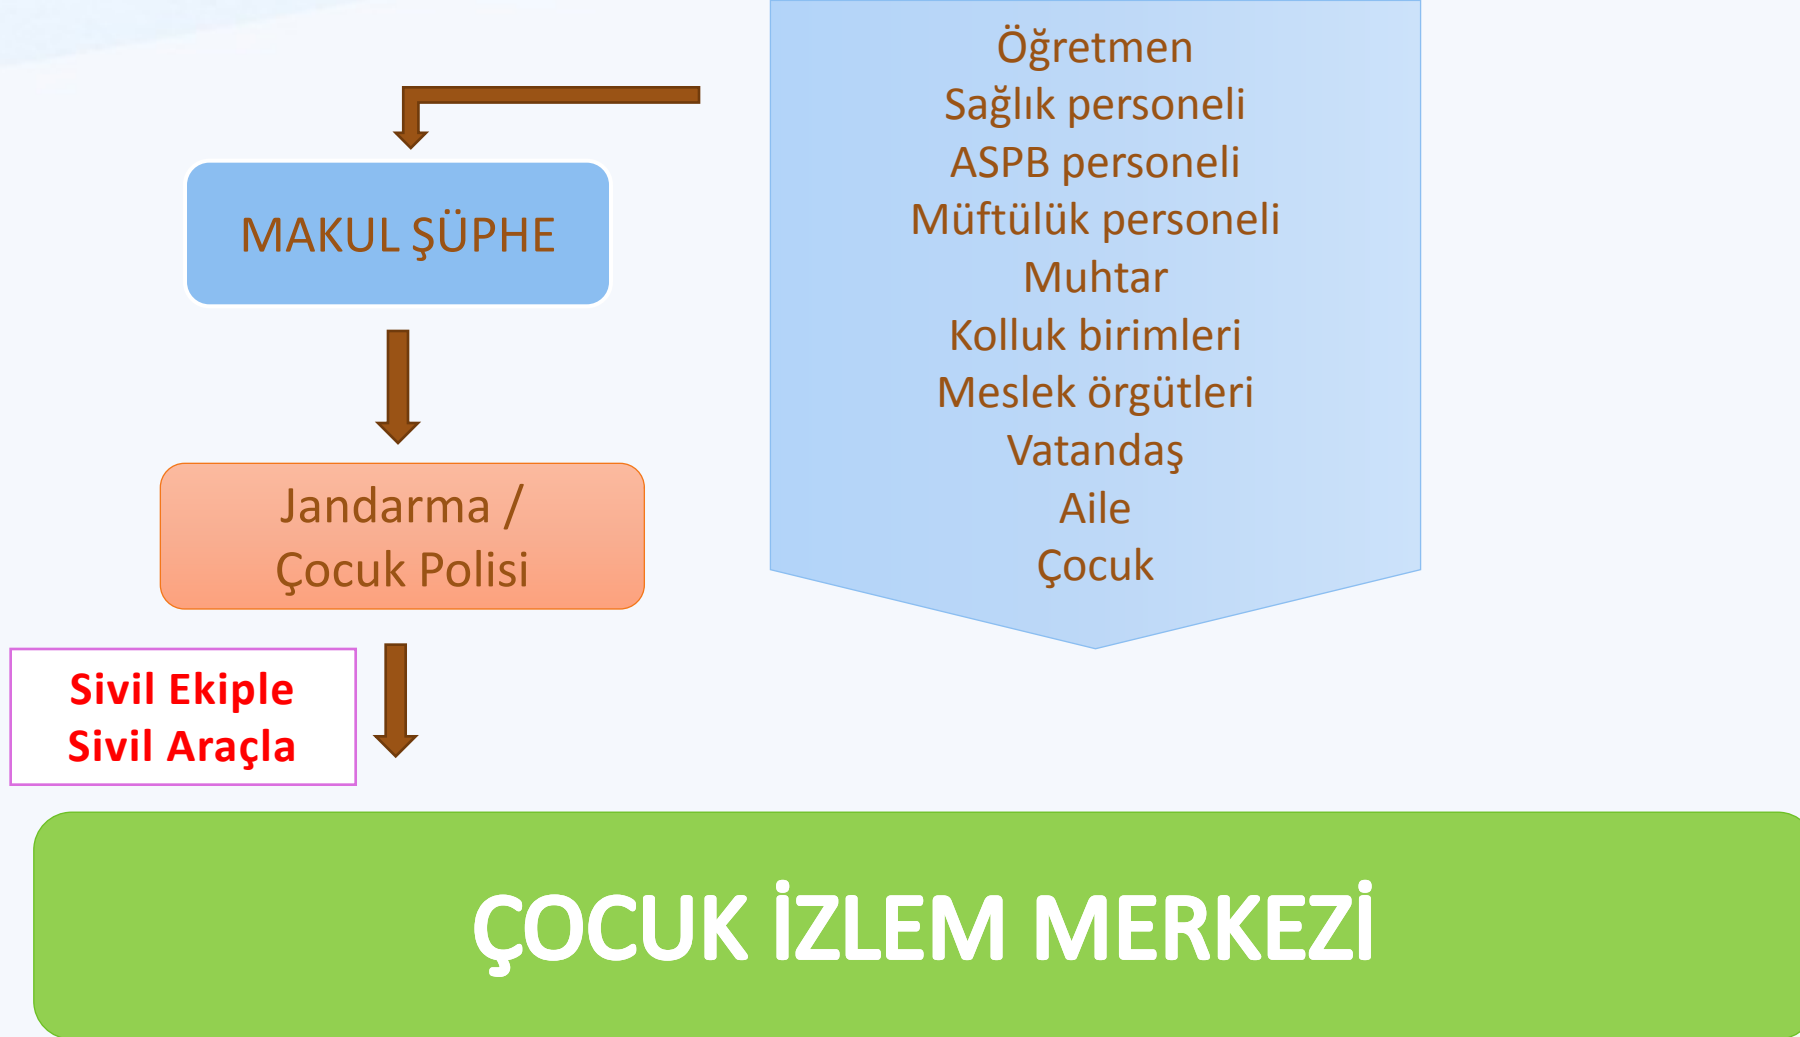 Öğretmen
Sağlık personeli
ASPB personeli
Müftülük personeli
Muhtar
Kolluk birimleri
Meslek örgütleri
Vatandaş
Aile
Çocuk
MAKUL ŞÜPHE
Jandarma /
Çocuk Polisi
Sivil Ekiple
Sivil Araçla
ÇOCUK İZLEM MERKEZİ